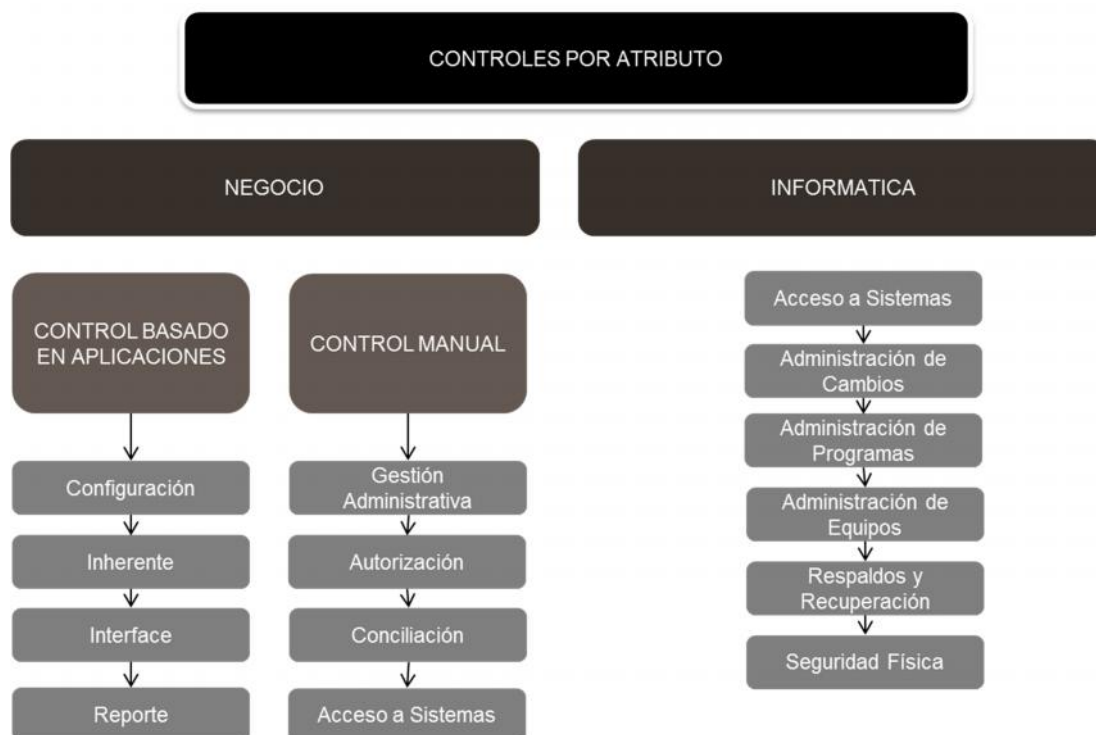 CONTROLES POR ATRIBUTO
NEGOCIO
INFORMATICA
CONTROL BASADO
EN APLICACIONES
CONTROL MANUAL
Configuración
Inherente
Interface
Reporte
Gestión
Administrativa
Autorización
Conciliación
Acceso a Sistemas
Acceso a Sistemas
Administración de
Cambios
Administración de
Programas
Administración de
Equipos
Respaldos y
Recuperación
Seguridad Física